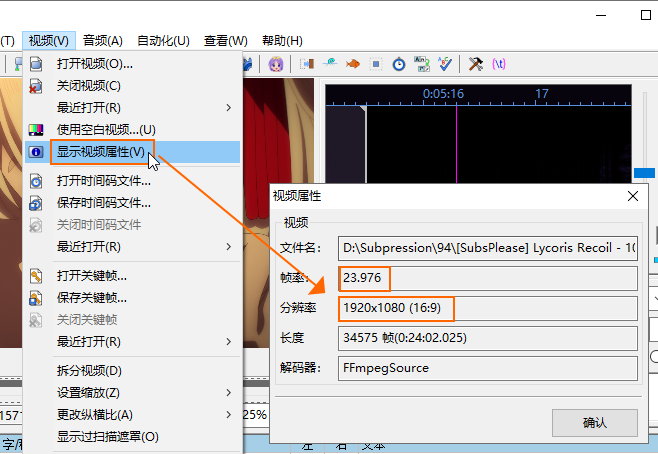 (T) 视频(V) 音频(A) 自动化(U) 查看(W) 帮助(H)
打开视频(O)...
关闭视频(C)
最近打开(R)
使用空白视频...(U)
显示视频属性(V)
打开时间码文件...
保存时间码文件...
关闭时间码文件
最近打开(R)
打开关键帧...
保存关键帧...
关闭关键帧
最近打开(R)
拆分视频(D)
设置缩放(Z)
更改纵横比(A)
显示过扫描遮罩(O)
(\t)
0:05:16 17
视频属性
视频
文件名: D:\Subpression\94\[SubsPlease] Lycoris Recoil - 10
帧率: 23.976
分辨率 1920x1080 (16:9)
长度 34575 帧(0:24:02.025)
解码器: FFmpegSource
确认
1571
25%
字/
左 右 文本